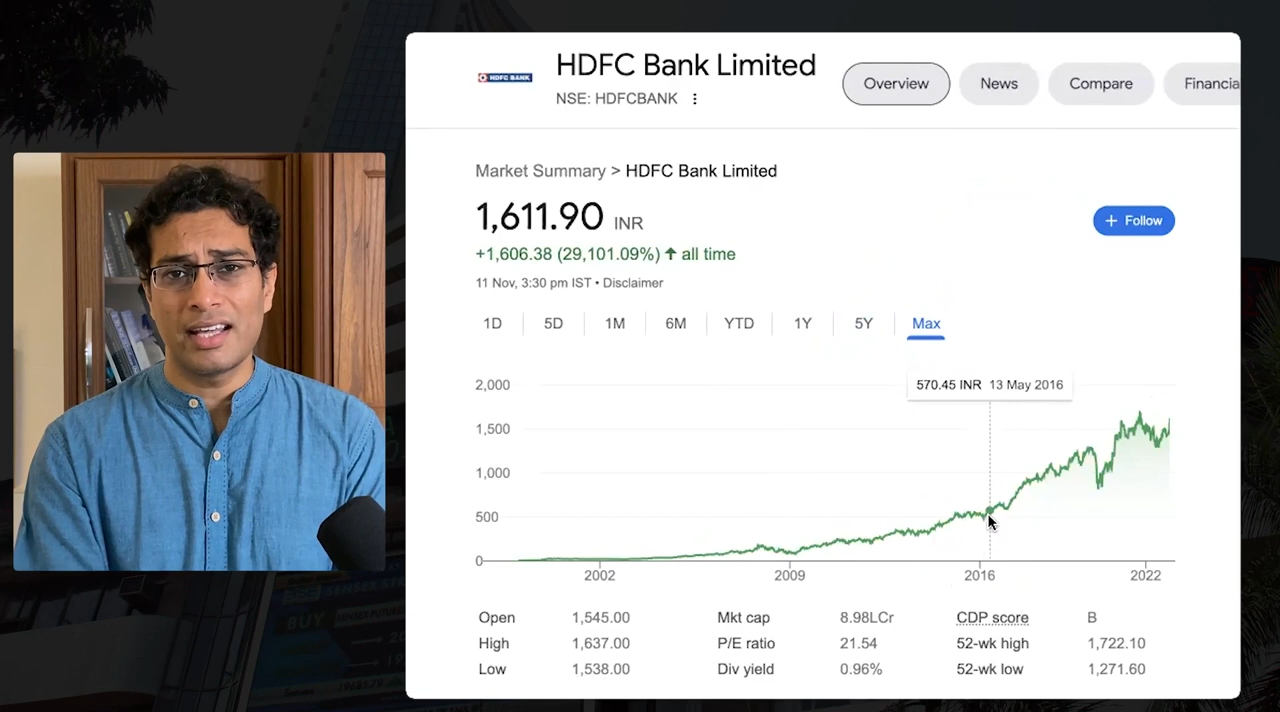 HDFC BANK
HDFC Bank Limited
NSE: HDFCBANK
Overview
News
Compare
Financia
Market Summary > HDFC Bank Limited
1,611.90 INR
+ Follow
+1,606.38 (29,101.09%) ↑ all time
11 Nov, 3:30 pm IST • Disclaimer
1D 5D 1M 6M YTD 1Y 5Y Max
570.45 INR 13 May 2016
2,000
1,500
1,000
500
0
2002 2009 2016 2022
Open 1,545.00 Mkt cap 8.98LCr CDP score B
High 1,637.00 P/E ratio 21.54 52-wk high 1,722.10
Low 1,538.00 Div yield 0.96% 52-wk low 1,271.60
BUY